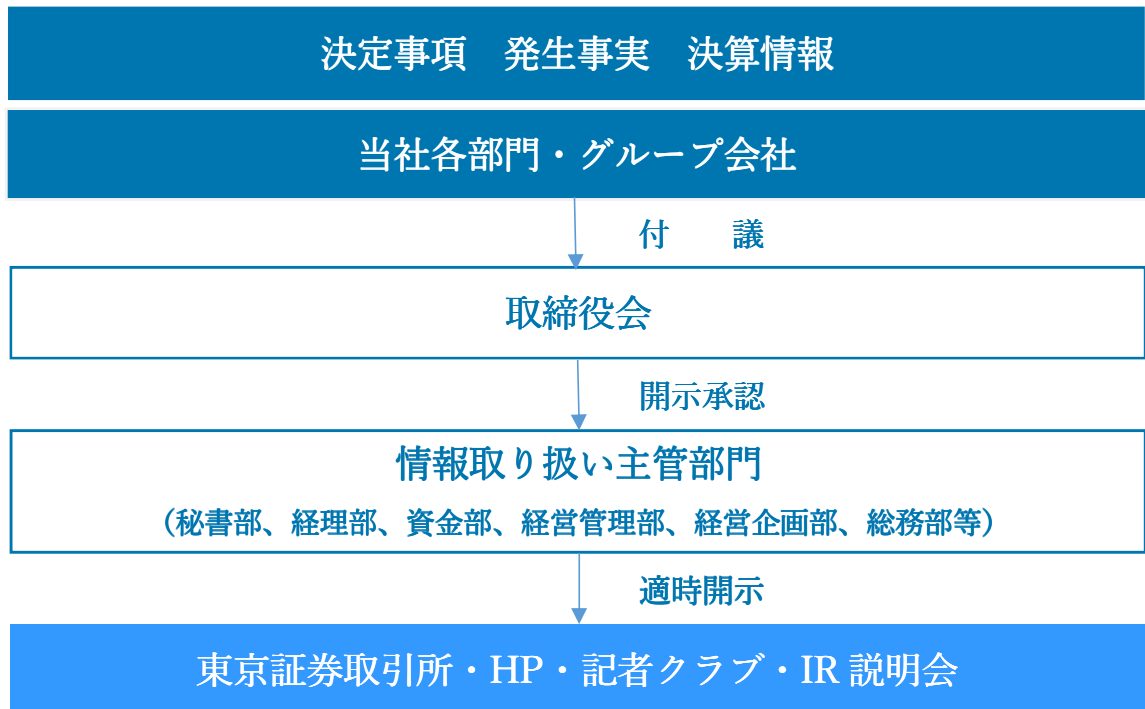 決定事項　発生事実　決算情報
当社各部門・グループ会社
付　　議
取締役会
開示承認
情報取り扱い主管部門
（秘書部、経理部、資金部、経営管理部、経営企画部、総務部等）
適時開示
東京証券取引所・HP・記者クラブ・IR 説明会